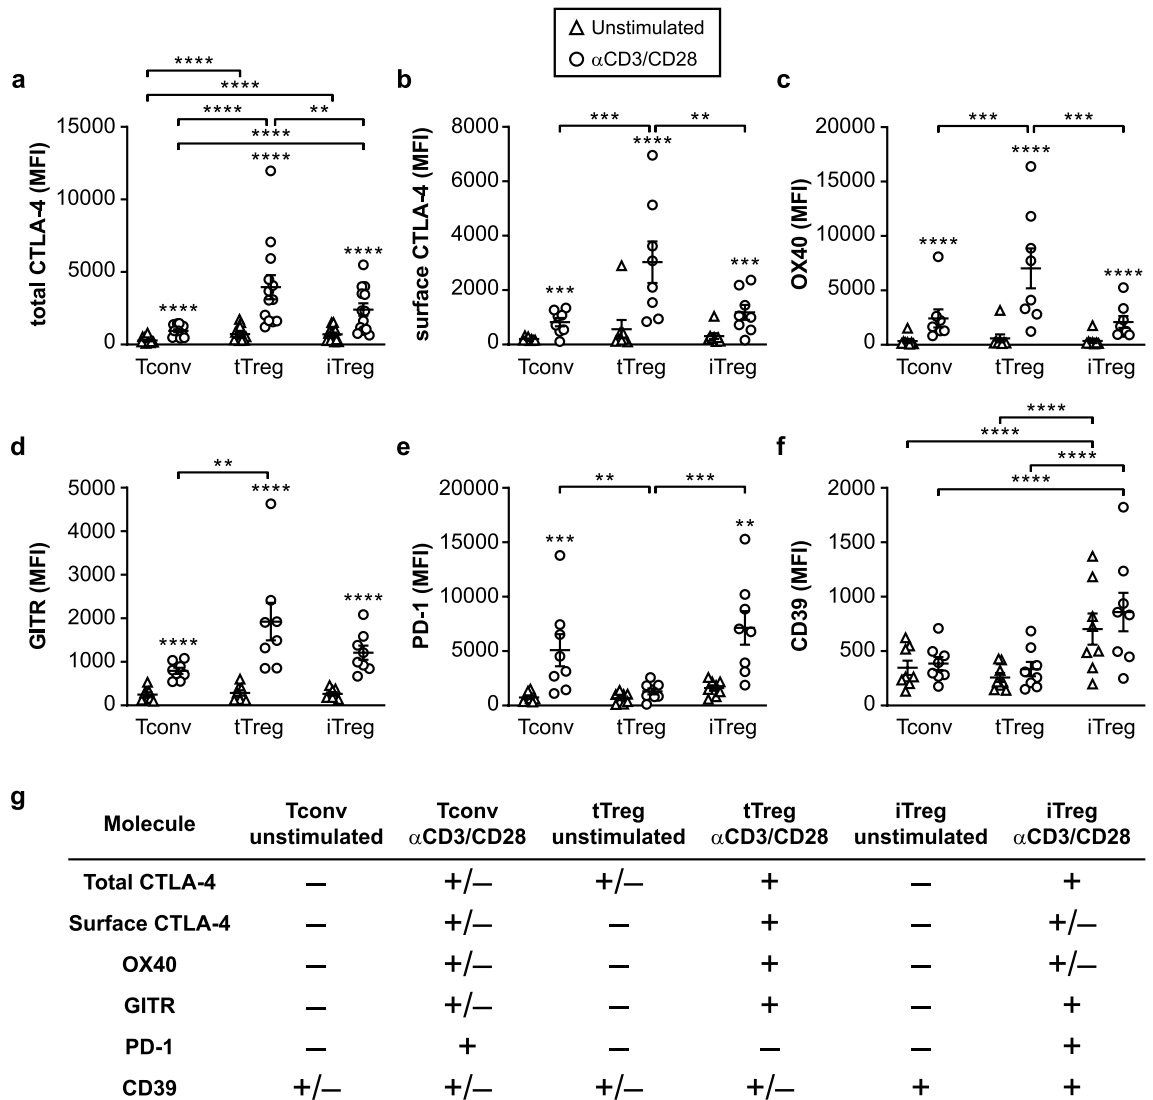 Unstimulated
αCD3/CD28
a
****
****
****
**
****
****
****
****
total CTLA-4 (MFI)
15000
10000
5000
0
Tconv
tTreg
iTreg
b
***
**
****
***
***
surface CTLA-4 (MFI)
8000
6000
4000
2000
0
Tconv
tTreg
iTreg
c
***
***
****
****
****
OX40 (MFI)
20000
15000
10000
5000
0
Tconv
tTreg
iTreg
d
**
****
****
****
GITR (MFI)
5000
4000
3000
2000
1000
0
Tconv
tTreg
iTreg
e
**
***
***
**
PD-1 (MFI)
20000
15000
10000
5000
0
Tconv
tTreg
iTreg
f
****
****
****
****
CD39 (MFI)
2000
1500
1000
500
0
Tconv
tTreg
iTreg
g
Molecule Tconv unstimulated Tconv αCD3/CD28 tTreg unstimulated tTreg αCD3/CD28 iTreg unstimulated iTreg αCD3/CD28
Total CTLA-4 – +/– +/– + – +
Surface CTLA-4 – +/– – + – +/–
OX40 – +/– – + – +/–
GITR – +/– – + – +
PD-1 – + – – – +
CD39 +/– +/– +/– +/– + +